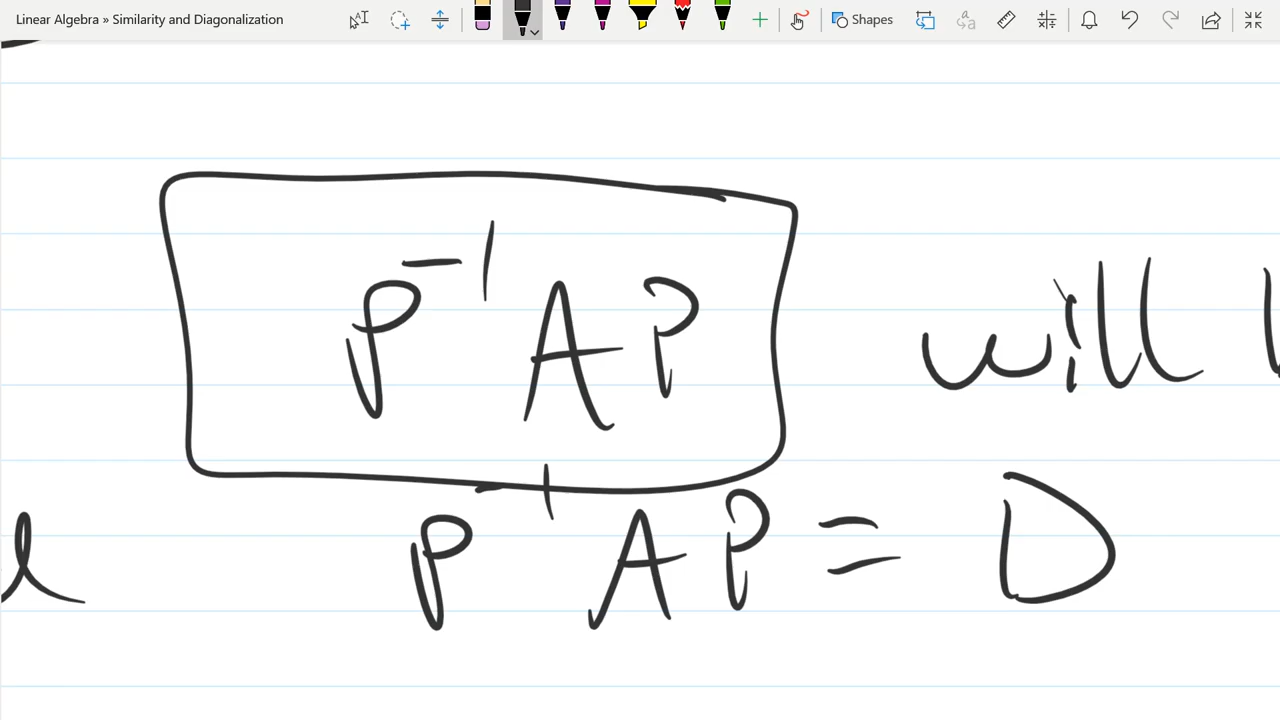 Linear Algebra » Similarity and Diagonalization
Shapes
P⁻¹AP will
P⁻¹AP = D